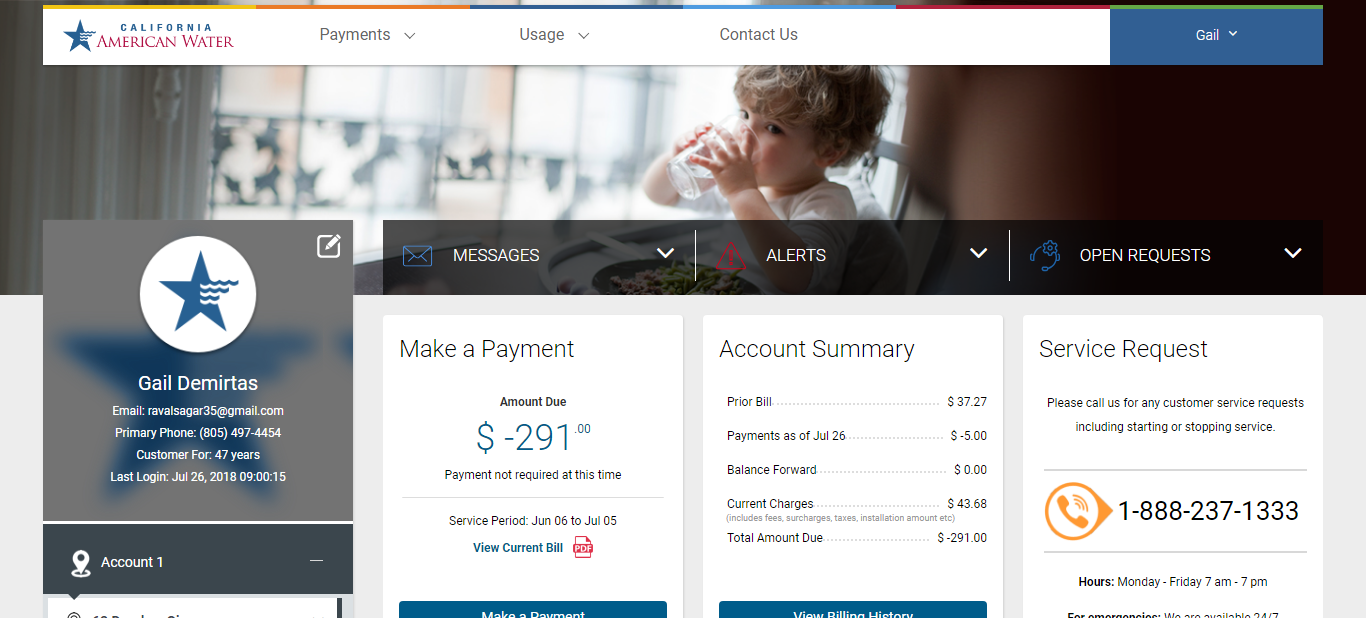 CALIFORNIA
AMERICAN WATER
Payments
Usage
Contact Us
Gail
MESSAGES
ALERTS
OPEN REQUESTS
Gail Demirtas
Email: ravalsagar35@gmail.com
Primary Phone: (805) 497-4454
Customer For: 47 years
Last Login: Jul 26, 2018 09:00:15
Account 1
Make a Payment
Amount Due
$ -291.00
Payment not required at this time
Service Period: Jun 06 to Jul 05
View Current Bill PDF
Make a Payment
Account Summary
Prior Bill $ 37.27
Payments as of Jul 26 $ -5.00
Balance Forward $ 0.00
Current Charges $ 43.68
(includes fees, surcharges, taxes, installation amount etc)
Total Amount Due $ -291.00
View Billing History
Service Request
Please call us for any customer service requests
including starting or stopping service.
1-888-237-1333
Hours: Monday - Friday 7 am - 7 pm
For emergencies: We are available 24/7